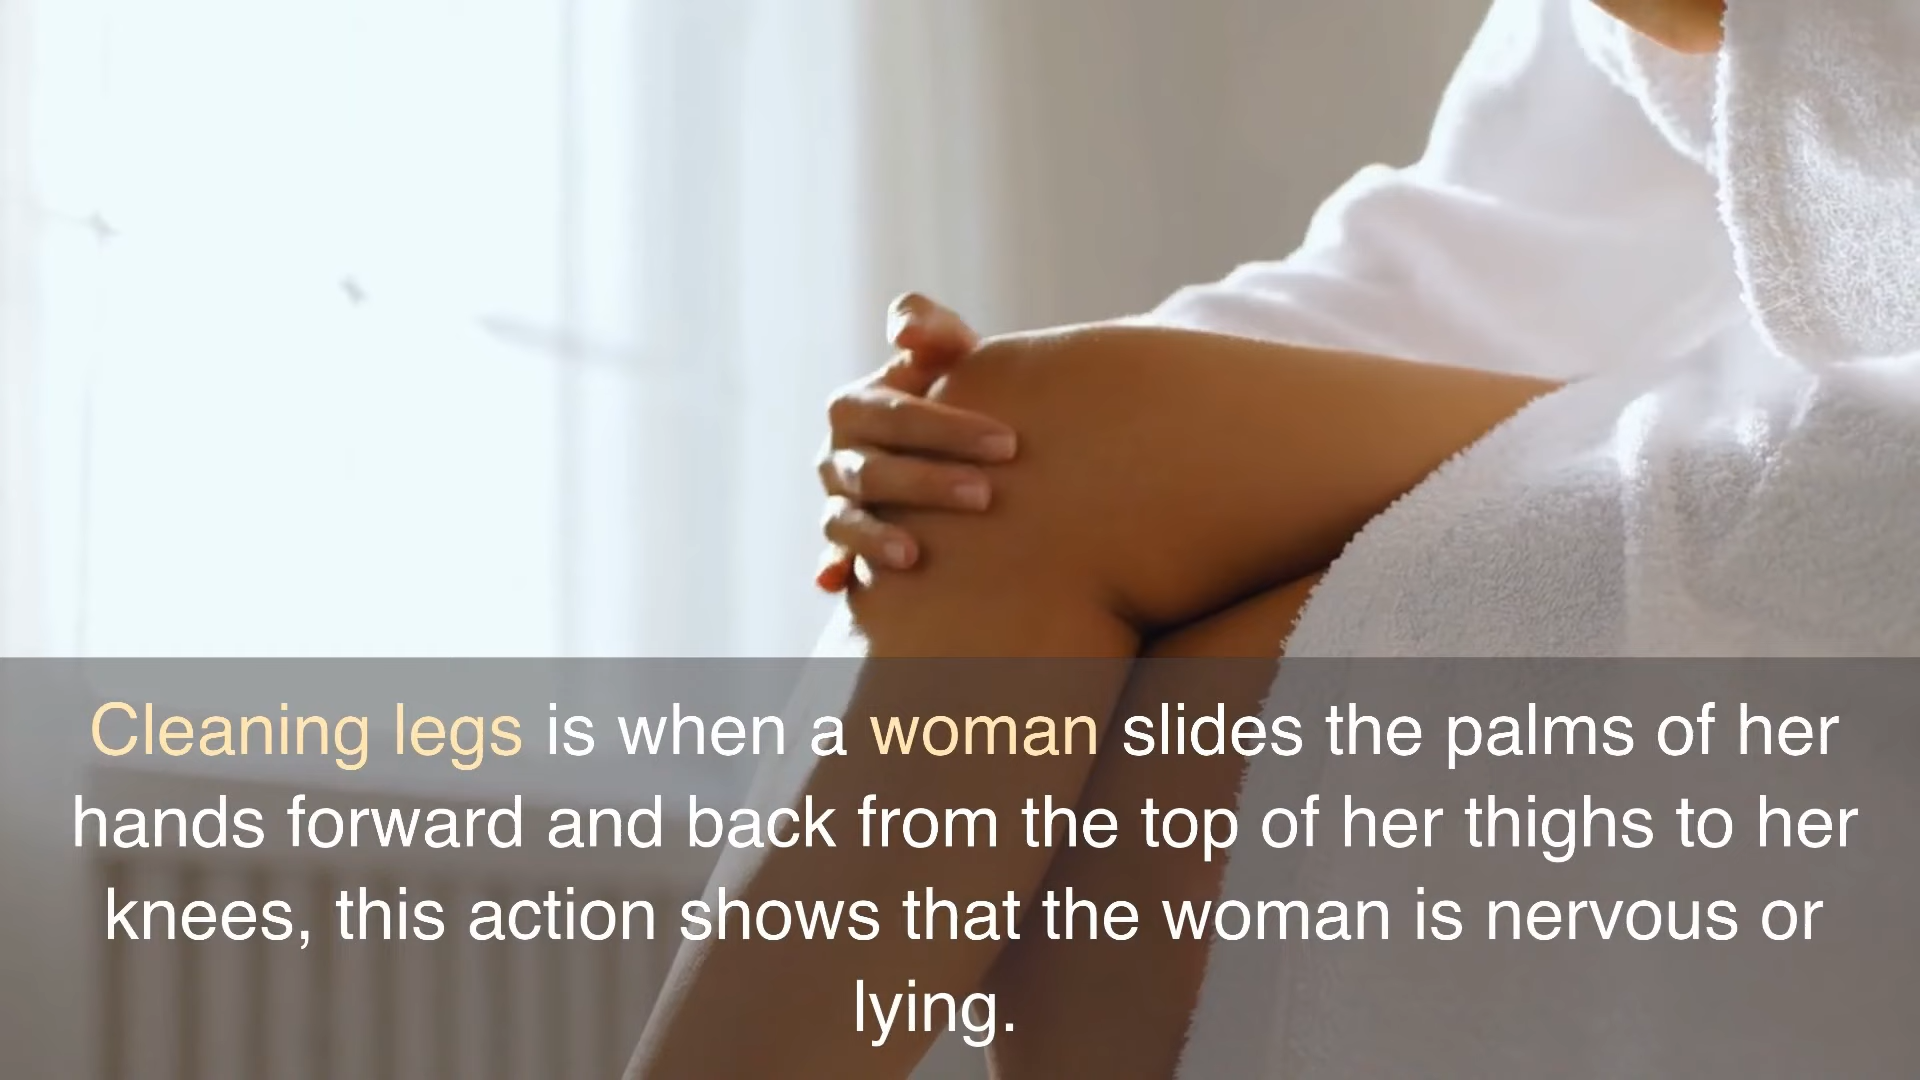 Cleaning legs is when a woman slides the palms of her
hands forward and back from the top of her thighs to her
knees, this action shows that the woman is nervous or
lying.